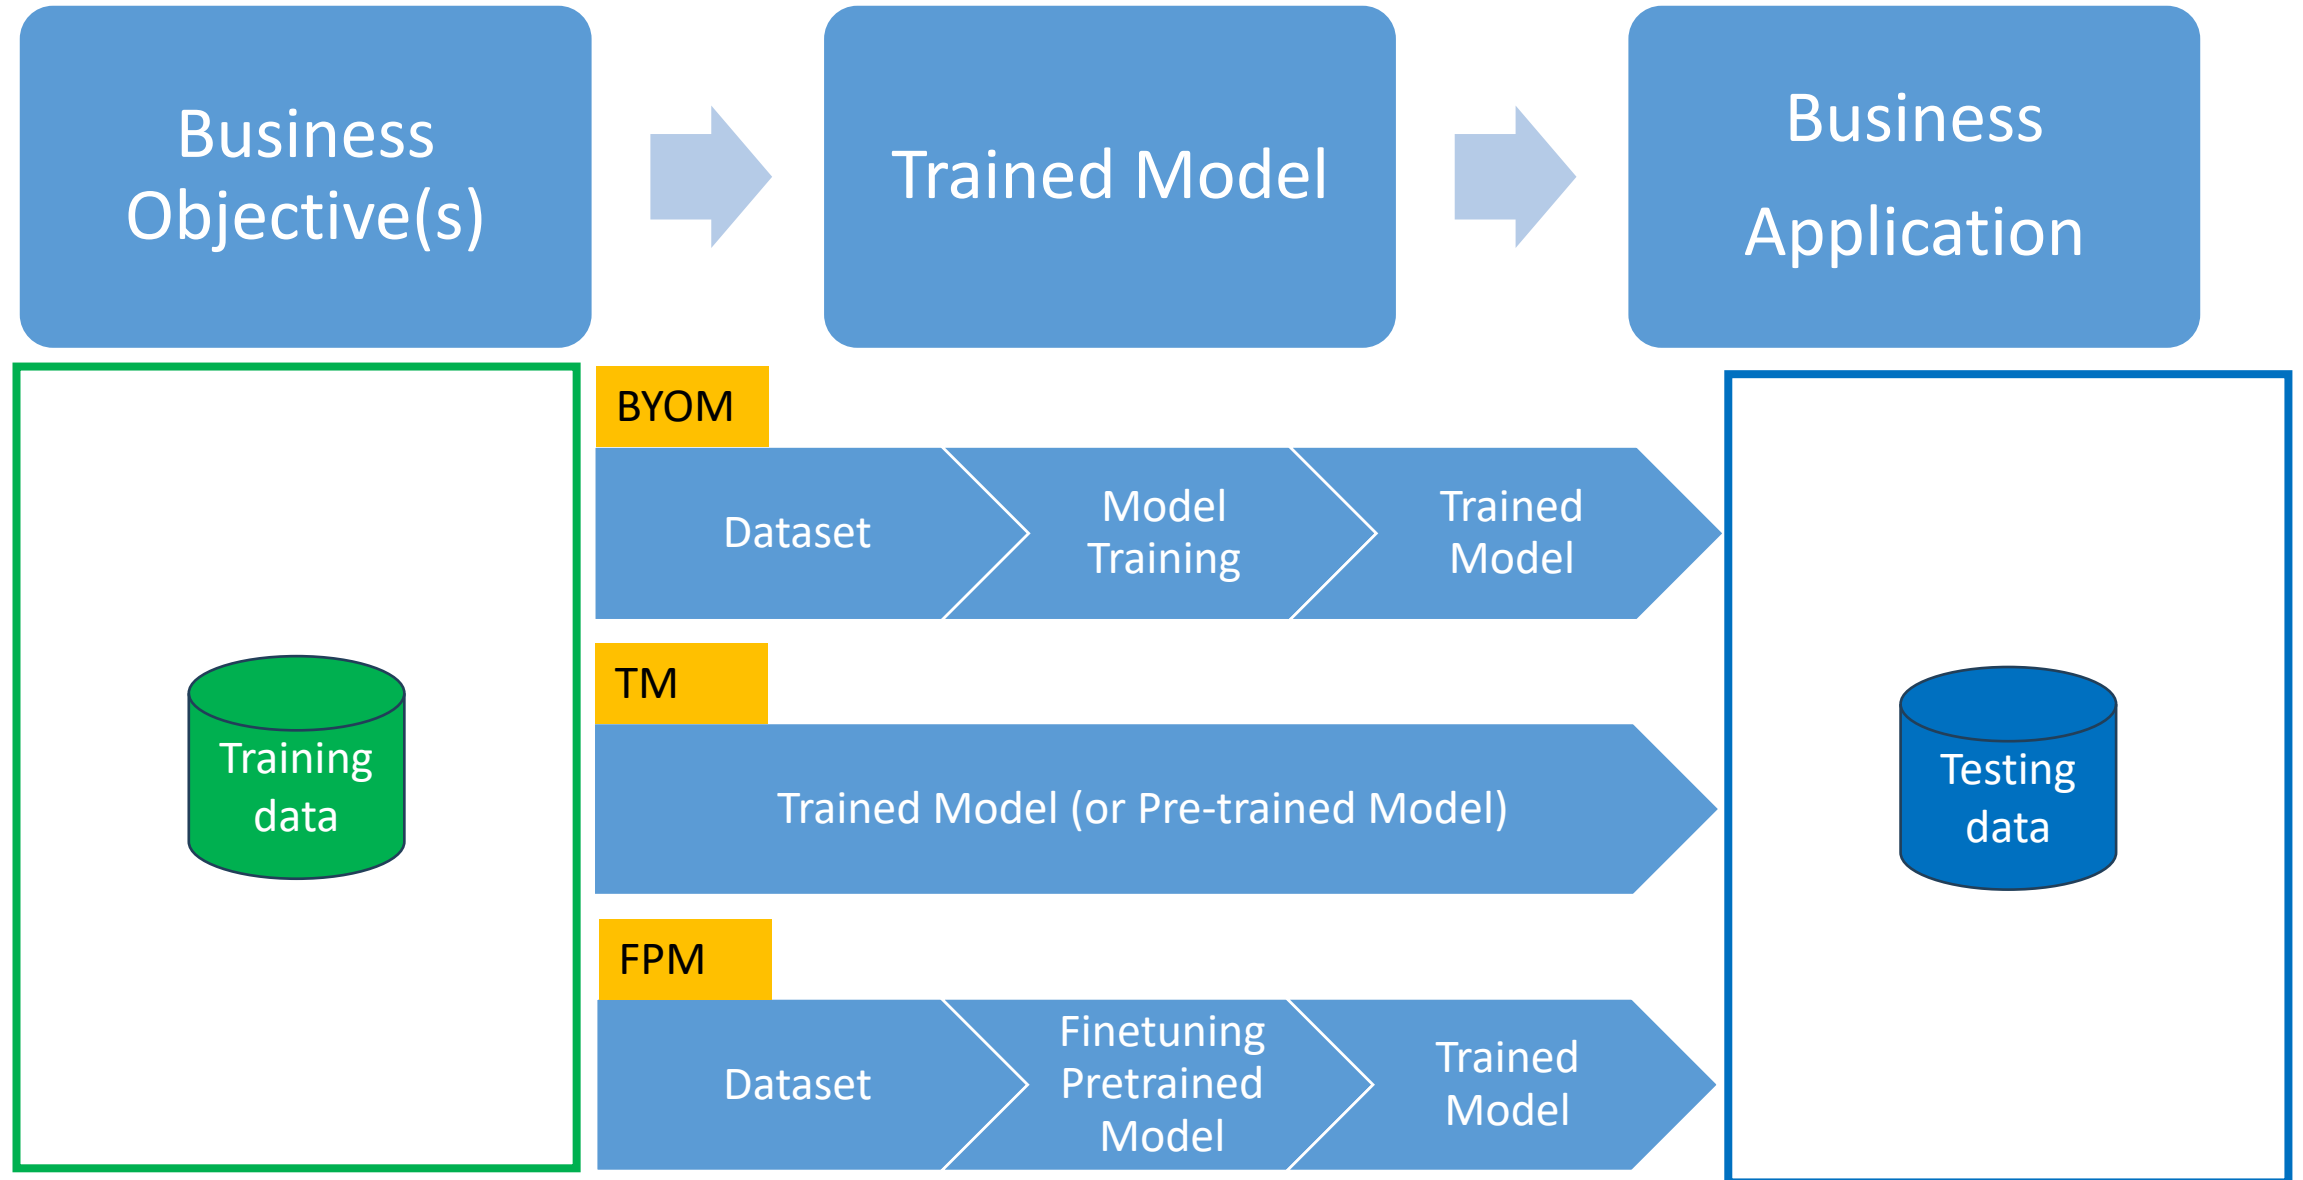 Business
Objective(s)
Trained Model
Business
Application
BYOM
Dataset
Model
Training
Trained
Model
TM
Trained Model (or Pre-trained Model)
FPM
Dataset
Finetuning
Pretrained
Model
Trained
Model
Training
data
Testing
data